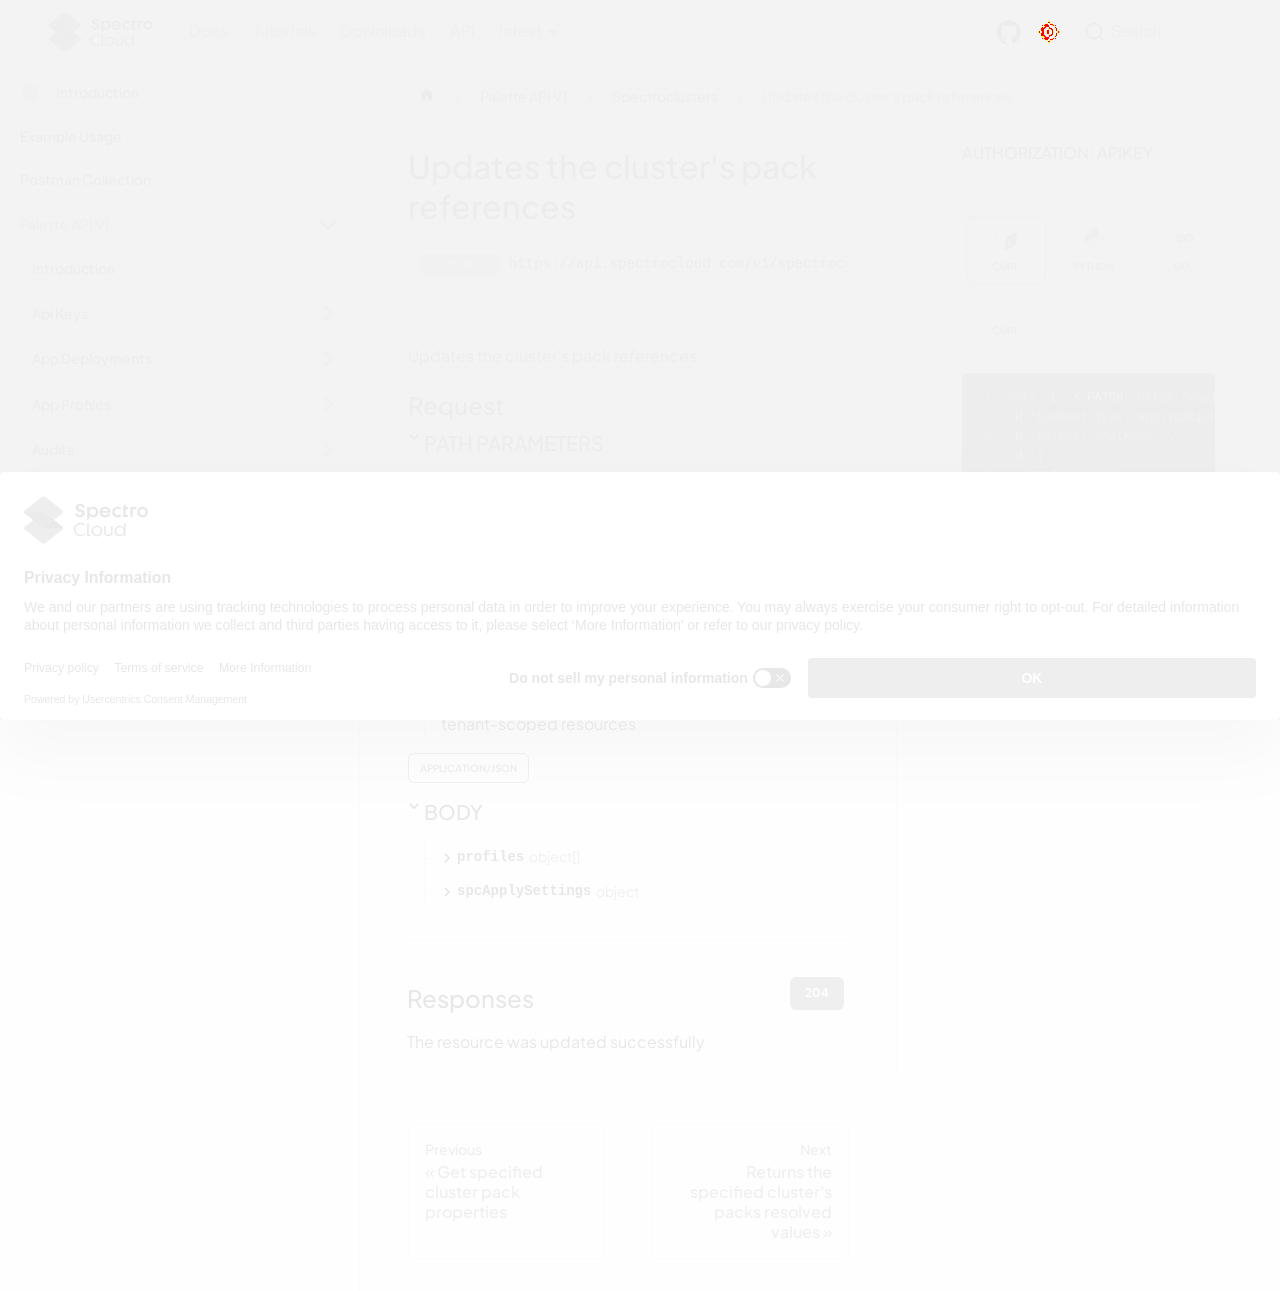 Spectro Cloud
Docs Tutorials Downloads API latest
Search
Introduction
Example Usage
Postman Collection
Palette API V1
Introduction
Api Keys
App Deployments
App Profiles
Audits
Palette API V1
Spectroclusters
Updates the cluster's pack references
Updates the cluster's pack
references
https://api.spectrocloud.com/v1/spectroc
Updates the cluster's pack references
Request
PATH PARAMETERS
AUTHORIZATION: APIKEY
CURL PYTHON GO
CURL
Spectro
Cloud
Privacy Information
We and our partners are using tracking technologies to process personal data in order to improve your experience. You may always exercise your consumer right to opt-out. For detailed information
about personal information we collect and third parties having access to it, please select 'More Information' or refer to our privacy policy.
Privacy policy Terms of service More Information
Powered by Usercentrics Consent Management
Do not sell my personal information
OK
tenant-scoped resources
APPLICATION/JSON
BODY
profiles object[]
spcApplySettings object
Responses
204
The resource was updated successfully
Previous
« Get specified
cluster pack
properties
Next
Returns the
specified cluster's
packs resolved
values »